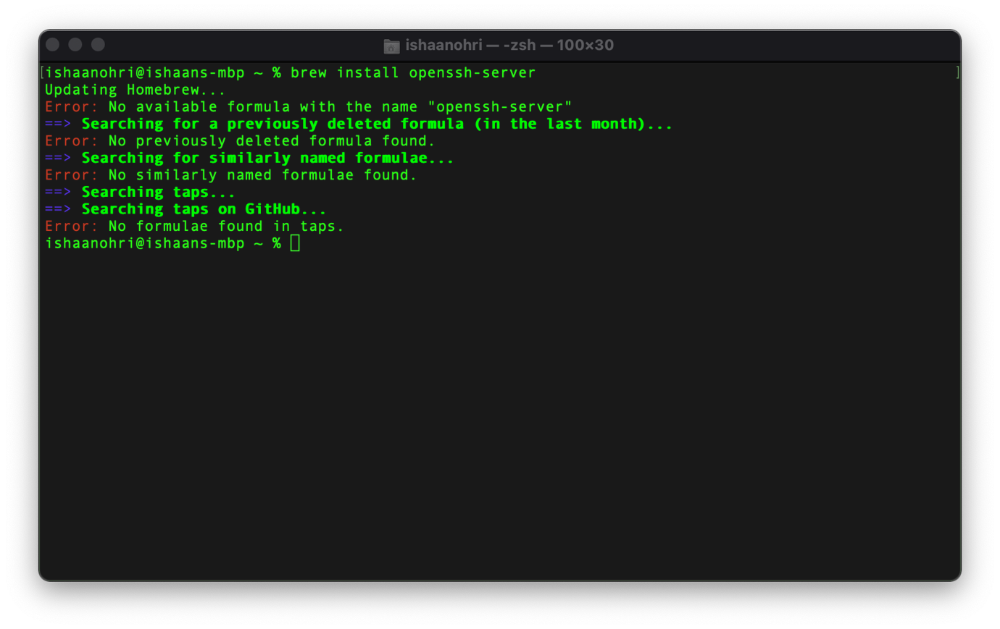 ishaanohri — -zsh — 100×30
[ishaanohri@ishaans-mbp ~ % brew install openssh-server ]
Updating Homebrew...
Error: No available formula with the name "openssh-server"
==> Searching for a previously deleted formula (in the last month)...
Error: No previously deleted formula found.
==> Searching for similarly named formulae...
Error: No similarly named formulae found.
==> Searching taps...
==> Searching taps on GitHub...
Error: No formulae found in taps.
ishaanohri@ishaans-mbp ~ %